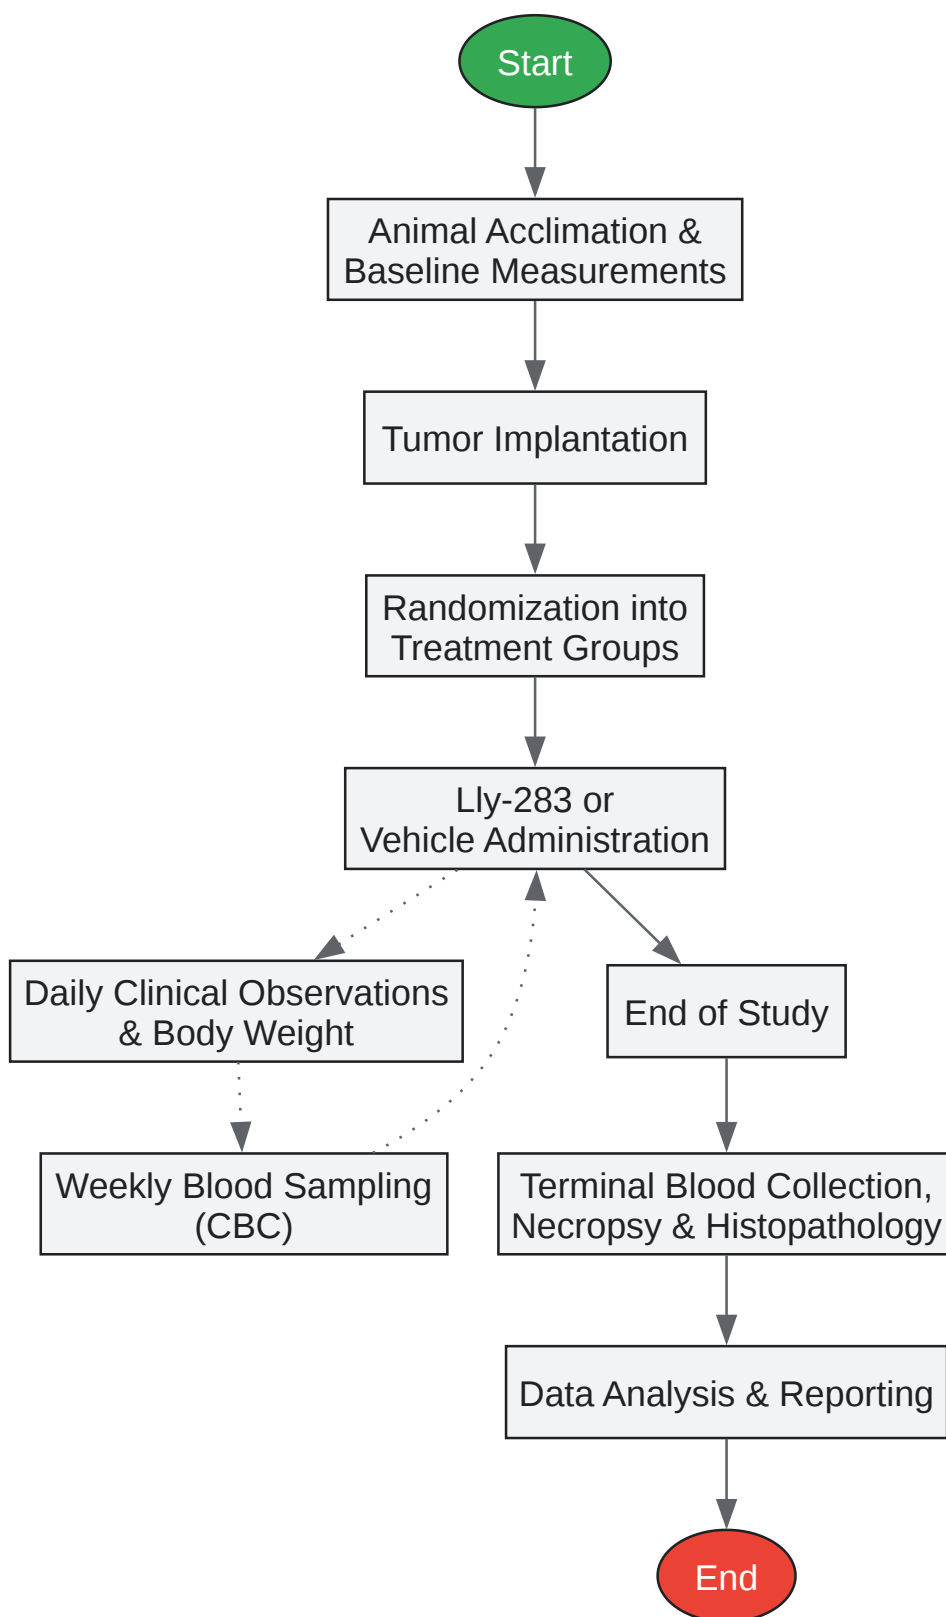 Start
Animal Acclimation &
Baseline Measurements
Tumor Implantation
Randomization into
Treatment Groups
Lly-283 or
Vehicle Administration
Daily Clinical Observations
& Body Weight
End of Study
Weekly Blood Sampling
(CBC)
Terminal Blood Collection,
Necropsy & Histopathology
Data Analysis & Reporting
End